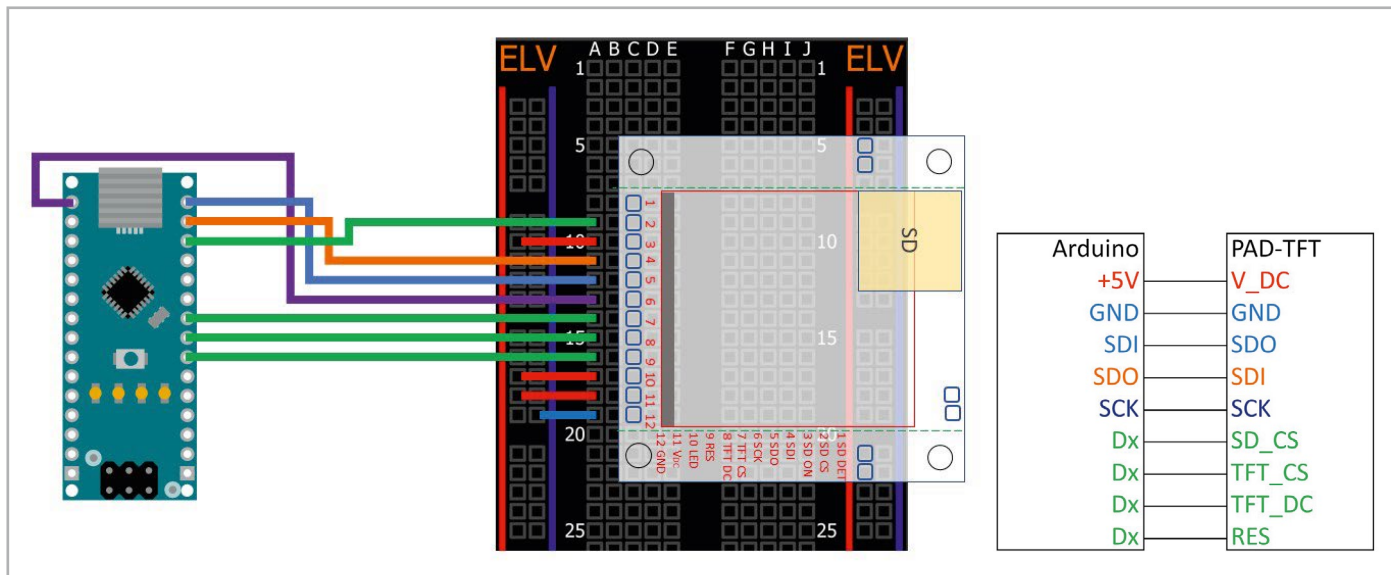 ELV
A B C D E
F G H I J
ELV
1
1
5
5
10
10
15
15
20
20
25
25
1
2
3
4
5
6
7
8
9
10
11
12
SD
12 GND
11 VDC
10 LED
9 RES
8 TFT DC
7 TFT CS
6 SCK
5 SDO
4 SDI
3 SD ON
2 SD CS
1 SD DET
Arduino PAD-TFT
+5V V_DC
GND GND
SDI SDO
SDO SDI
SCK SCK
Dx SD_CS
Dx TFT_CS
Dx TFT_DC
Dx RES